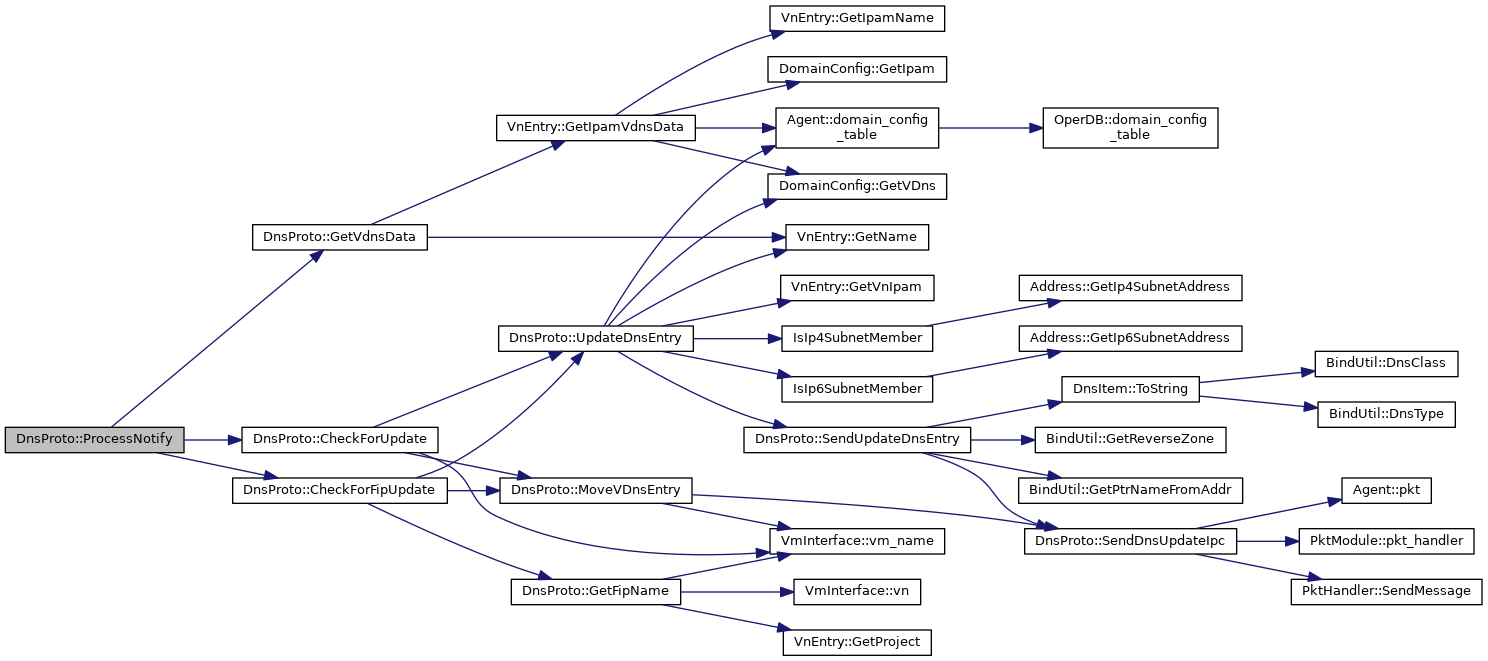 VnEntry::GetIpamName
DomainConfig::GetIpam
VnEntry::GetIpamVdnsData
Agent::domain_config
_table
OperDB::domain_config
_table
DomainConfig::GetVDns
DnsProto::GetVdnsData
VnEntry::GetName
VnEntry::GetVnIpam
Address::GetIp4SubnetAddress
DnsProto::UpdateDnsEntry
IsIp4SubnetMember
Address::GetIp6SubnetAddress
BindUtil::DnsClass
IsIp6SubnetMember
DnsItem::ToString
BindUtil::DnsType
DnsProto::ProcessNotify
DnsProto::CheckForUpdate
DnsProto::SendUpdateDnsEntry
BindUtil::GetReverseZone
DnsProto::CheckForFipUpdate
DnsProto::MoveVDnsEntry
BindUtil::GetPtrNameFromAddr
Agent::pkt
VmInterface::vm_name
DnsProto::SendDnsUpdateIpc
PktModule::pkt_handler
DnsProto::GetFipName
VmInterface::vn
PktHandler::SendMessage
VnEntry::GetProject